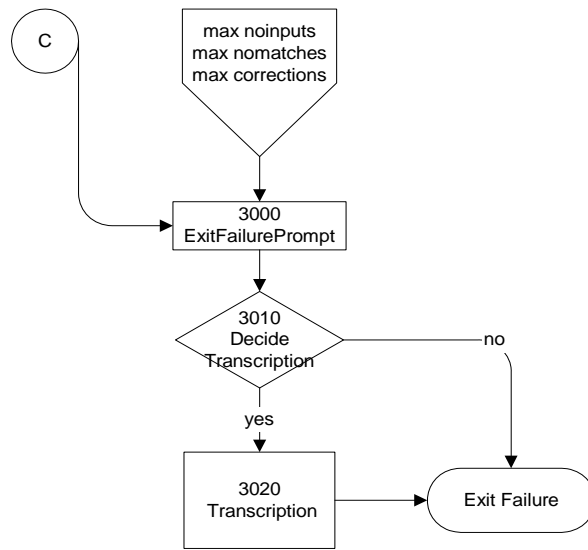 C
max noinputs
max nomatches
max corrections
3000
ExitFailurePrompt
3010
Decide
Transcription
no
yes
3020
Transcription
Exit Failure